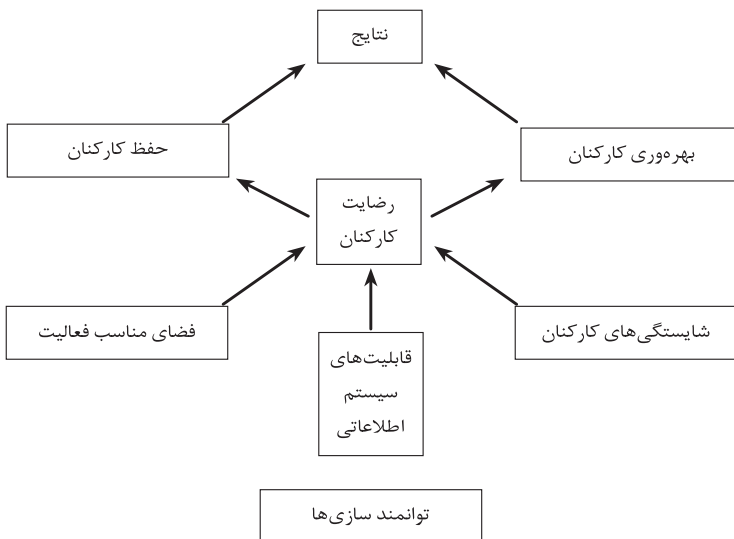 نتایج
بهره‌وری کارکنان
حفظ کارکنان
رضایت
کارکنان
شایستگی‌های کارکنان
فضای مناسب فعالیت
قابلیت‌های
سیستم
اطلاعاتی
توانمند سازی‌ها